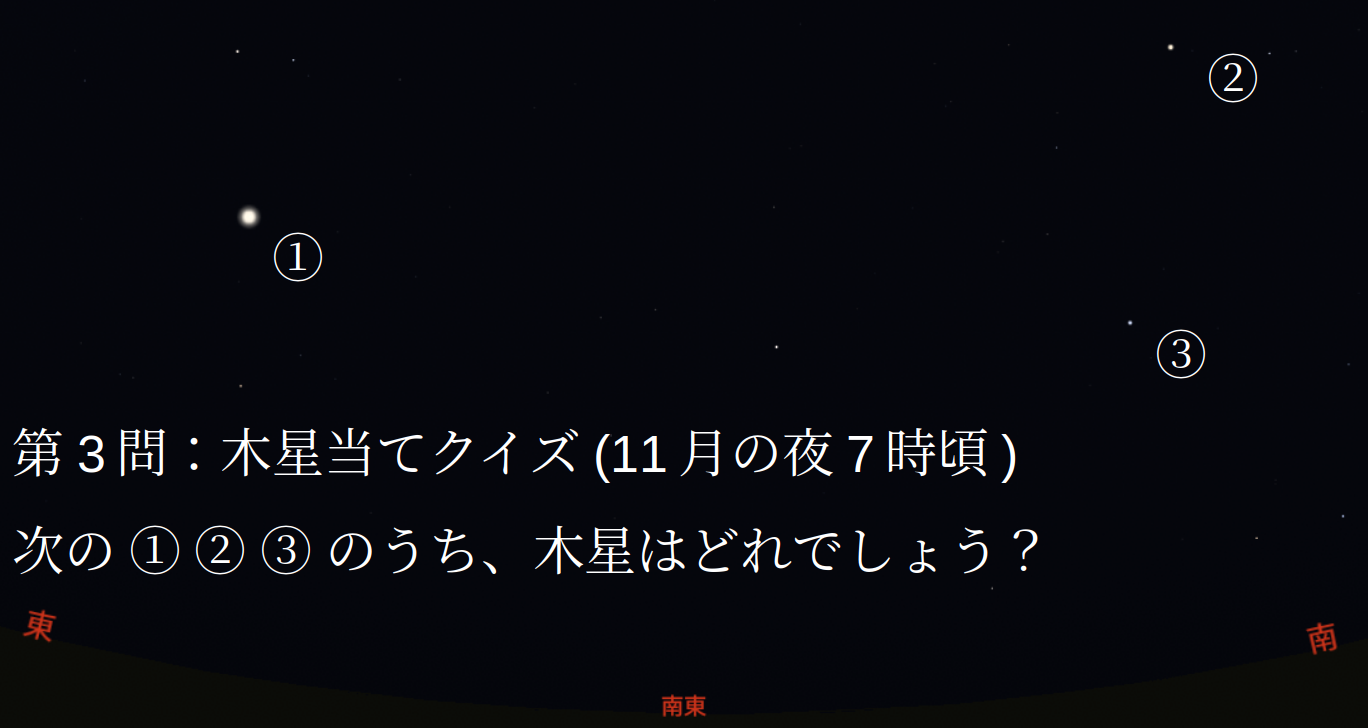 ②
①
③
第3問：木星当てクイズ(11月の夜7時頃)
次の①②③のうち、木星はどれでしょう？
東
南
南東